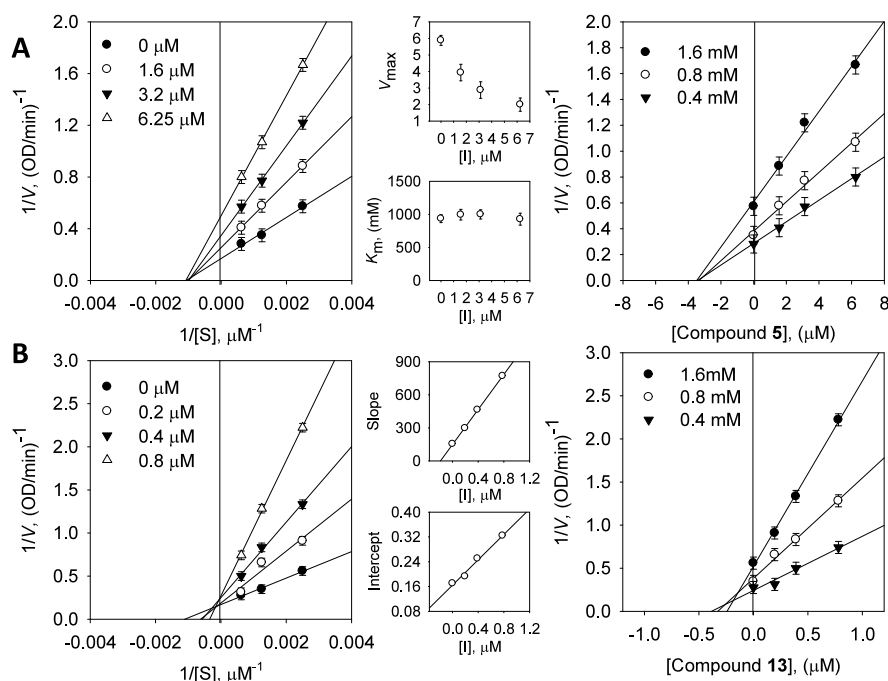 A
0 μM
1.6 μM
3.2 μM
6.25 μM
1/V, (OD/min)⁻¹
2.0
1.6
1.2
0.8
0.4
0.0
-0.004 -0.002 0.000 0.002 0.004
1/[S], μM⁻¹
Vmax
7
6
5
4
3
2
1
0 1 2 3 4 5 6 7
[I], μM
Km, (mM)
1500
1000
500
0
0 1 2 3 4 5 6 7
[I], μM
1.6 mM
0.8 mM
0.4 mM
1/V, (OD/min)⁻¹
2.0
1.6
1.2
0.8
0.4
0.0
-8 -6 -4 -2 0 2 4 6 8
[Compound 5], (μM)
B
0 μM
0.2 μM
0.4 μM
0.8 μM
1/V, (OD/min)⁻¹
3.0
2.5
2.0
1.5
1.0
0.5
0.0
-0.004 -0.002 0.000 0.002 0.004
1/[S], μM⁻¹
Slope
900
600
300
0
0.0 0.4 0.8 1.2
[I], μM
Intercept
0.40
0.32
0.24
0.16
0.08
0.0 0.4 0.8 1.2
[I], μM
1.6mM
0.8 mM
0.4 mM
1/V, (OD/min)⁻¹
3.0
2.5
2.0
1.5
1.0
0.5
0.0
-1.2 -0.8 -0.4 0.0 0.4 0.8 1.2
[Compound 13], (μM)